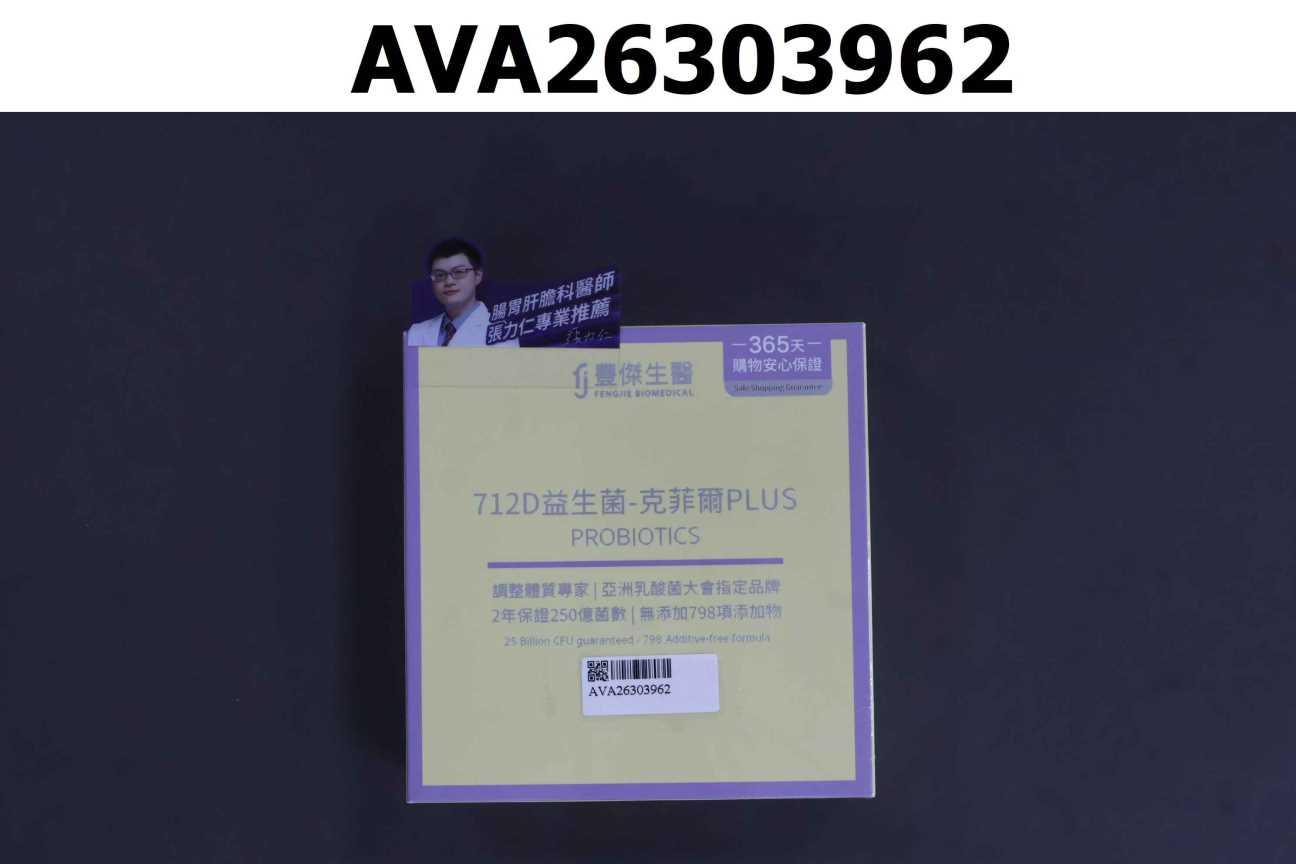 AVA26303962
腸胃肝膽科醫師
張力仁專業推薦
張力仁
365天
購物安心保證
Safe Shopping Guarantee
豐傑生醫
FENGJIE BIOMEDICAL
712D益生菌-克菲爾PLUS
PROBIOTICS
調整體質專家|亞洲乳酸菌大會指定品牌
2年保證250億菌數|無添加798項添加物
25 Billion CFU guaranteed / 798 Additive-free formula
AVA26303962